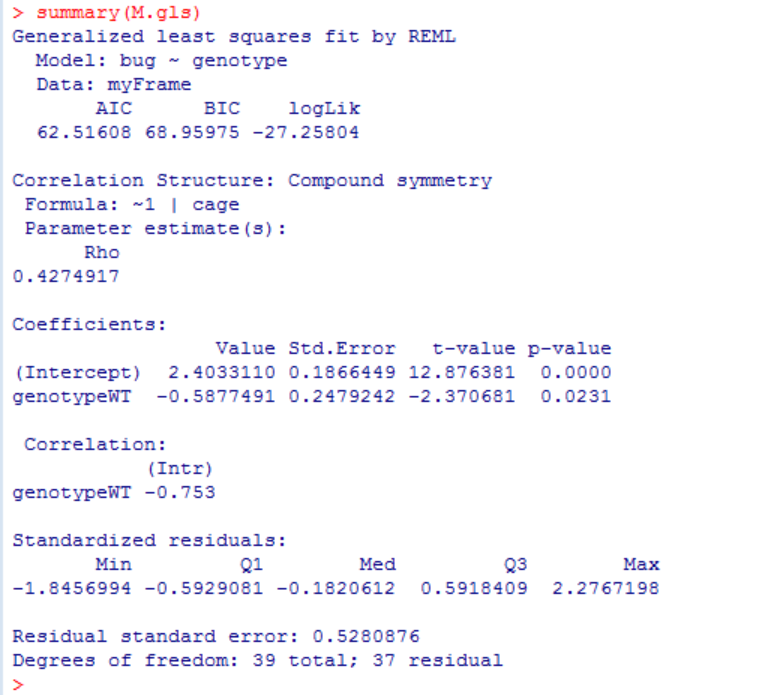 > summary(M.gls)
Generalized least squares fit by REML
  Model: bug ~ genotype
  Data: myFrame
       AIC      BIC    logLik
  62.51608 68.95975 -27.25804

Correlation Structure: Compound symmetry
 Formula: ~1 | cage
 Parameter estimate(s):
      Rho
0.4274917

Coefficients:
                 Value Std.Error   t-value p-value
(Intercept)  2.4033110 0.1866449 12.876381  0.0000
genotypeWT  -0.5877491 0.2479242 -2.370681  0.0231

 Correlation:
           (Intr)
genotypeWT -0.753

Standardized residuals:
       Min         Q1        Med         Q3        Max
-1.8456994 -0.5929081 -0.1820612  0.5918409  2.2767198

Residual standard error: 0.5280876
Degrees of freedom: 39 total; 37 residual
>